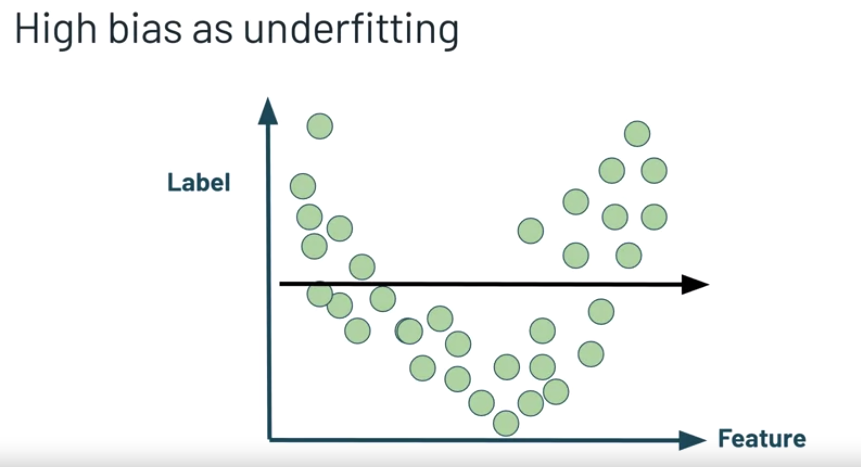 High bias as underfitting
Label
Feature